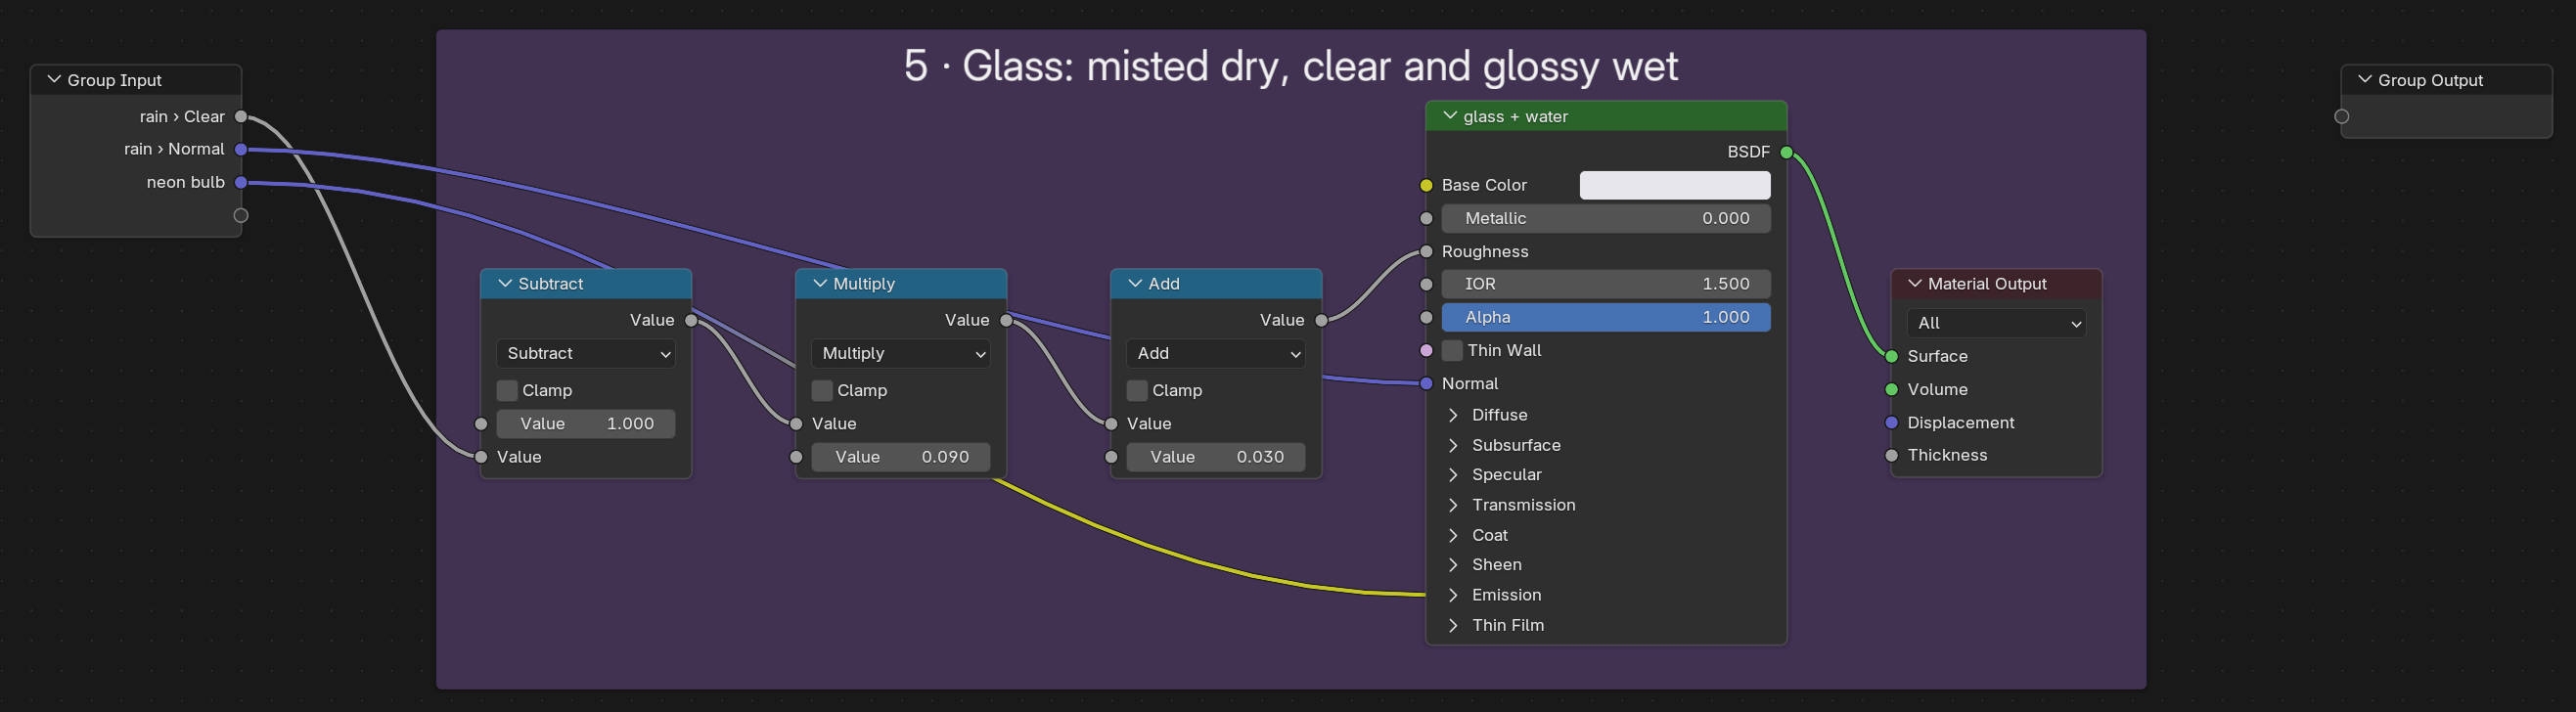 5 · Glass: misted dry, clear and glossy wet
Group Input
rain › Clear
rain › Normal
neon bulb
Subtract
Value
Subtract
Clamp
Value 1.000
Value
Multiply
Value
Multiply
Clamp
Value
Value 0.090
Add
Value
Add
Clamp
Value
Value 0.030
glass + water
BSDF
Base Color
Metallic 0.000
Roughness
IOR 1.500
Alpha 1.000
Thin Wall
Normal
Diffuse
Subsurface
Specular
Transmission
Coat
Sheen
Emission
Thin Film
Material Output
All
Surface
Volume
Displacement
Thickness
Group Output